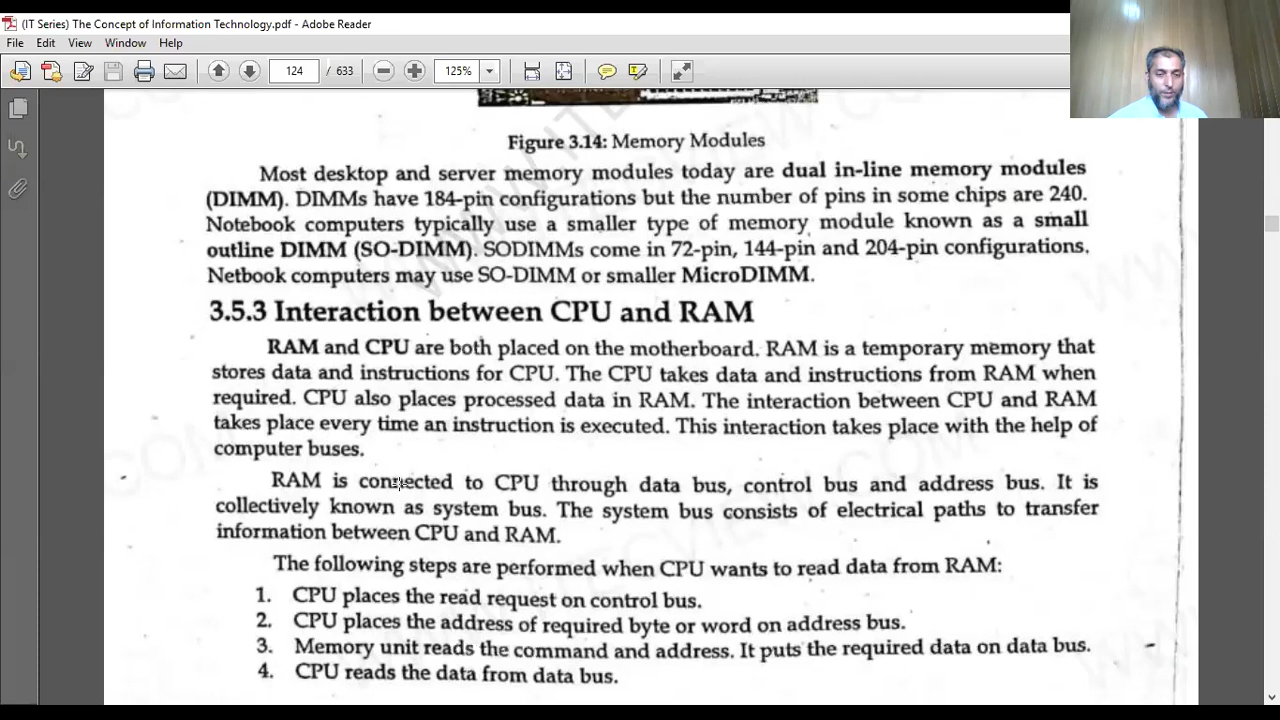 (IT Series) The Concept of Information Technology.pdf - Adobe Reader
File Edit View Window Help
124 / 633 125%
Figure 3.14: Memory Modules
Most desktop and server memory modules today are dual in-line memory modules
(DIMM). DIMMs have 184-pin configurations but the number of pins in some chips are 240.
Notebook computers typically use a smaller type of memory module known as a small
outline DIMM (SO-DIMM). SODIMMs come in 72-pin, 144-pin and 204-pin configurations.
Netbook computers may use SO-DIMM or smaller MicroDIMM.
3.5.3 Interaction between CPU and RAM
RAM and CPU are both placed on the motherboard. RAM is a temporary memory that
stores data and instructions for CPU. The CPU takes data and instructions from RAM when
required. CPU also places processed data in RAM. The interaction between CPU and RAM
takes place every time an instruction is executed. This interaction takes place with the help of
computer buses.
RAM is connected to CPU through data bus, control bus and address bus. It is
collectively known as system bus. The system bus consists of electrical paths to transfer
information between CPU and RAM.
The following steps are performed when CPU wants to read data from RAM:
1. CPU places the read request on control bus.
2. CPU places the address of required byte or word on address bus.
3. Memory unit reads the command and address. It puts the required data on data bus.
4. CPU reads the data from data bus.